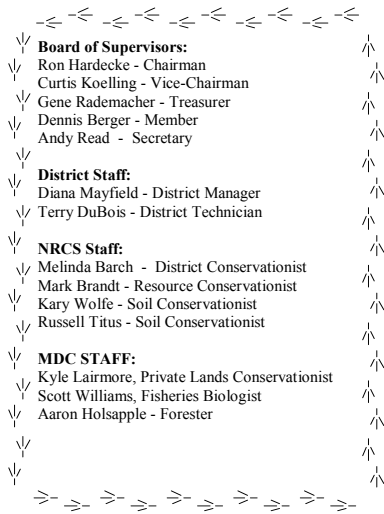 Board of Supervisors:
Ron Hardecke - Chairman
Curtis Koelling - Vice-Chairman
Gene Rademacher - Treasurer
Dennis Berger - Member
Andy Read  -  Secretary
District Staff:
Diana Mayfield - District Manager
Terry DuBois - District Technician
NRCS Staff:
Melinda Barch  -  District Conservationist
Mark Brandt - Resource Conservationist
Kary Wolfe - Soil Conservationist
Russell Titus - Soil Conservationist
MDC STAFF:
Kyle Lairmore, Private Lands Conservationist
Scott Williams, Fisheries Biologist
Aaron Holsapple - Forester